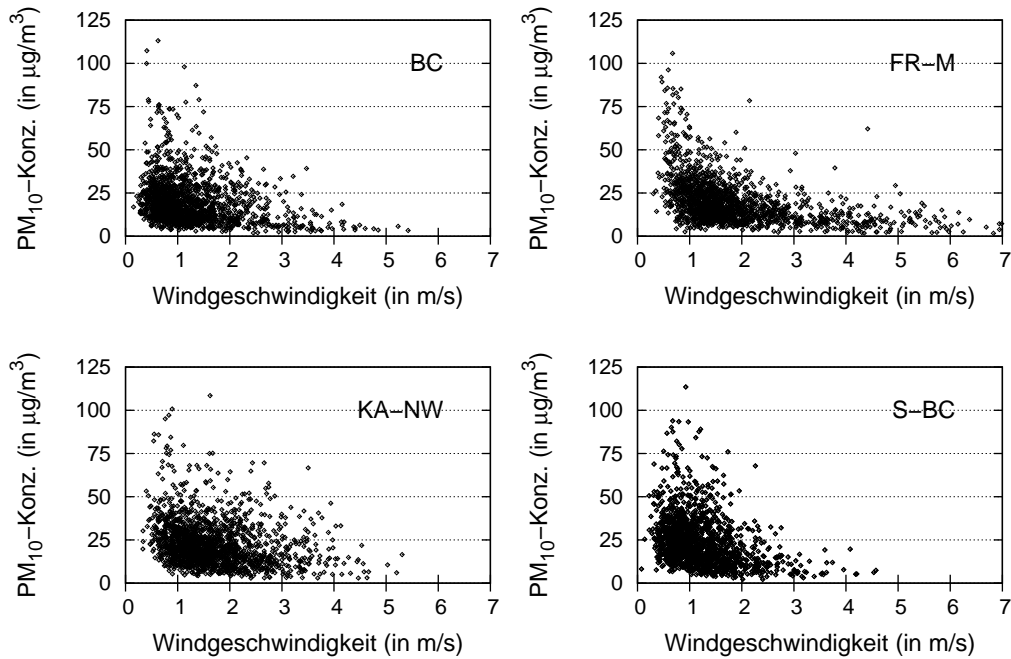 125
100
75
50
25
0
PM10−Konz. (in µg/m3)
BC
0 1 2 3 4 5 6 7
Windgeschwindigkeit (in m/s)
125
100
75
50
25
0
PM10−Konz. (in µg/m3)
FR−M
0 1 2 3 4 5 6 7
Windgeschwindigkeit (in m/s)
125
100
75
50
25
0
PM10−Konz. (in µg/m3)
KA−NW
0 1 2 3 4 5 6 7
Windgeschwindigkeit (in m/s)
125
100
75
50
25
0
PM10−Konz. (in µg/m3)
S−BC
0 1 2 3 4 5 6 7
Windgeschwindigkeit (in m/s)